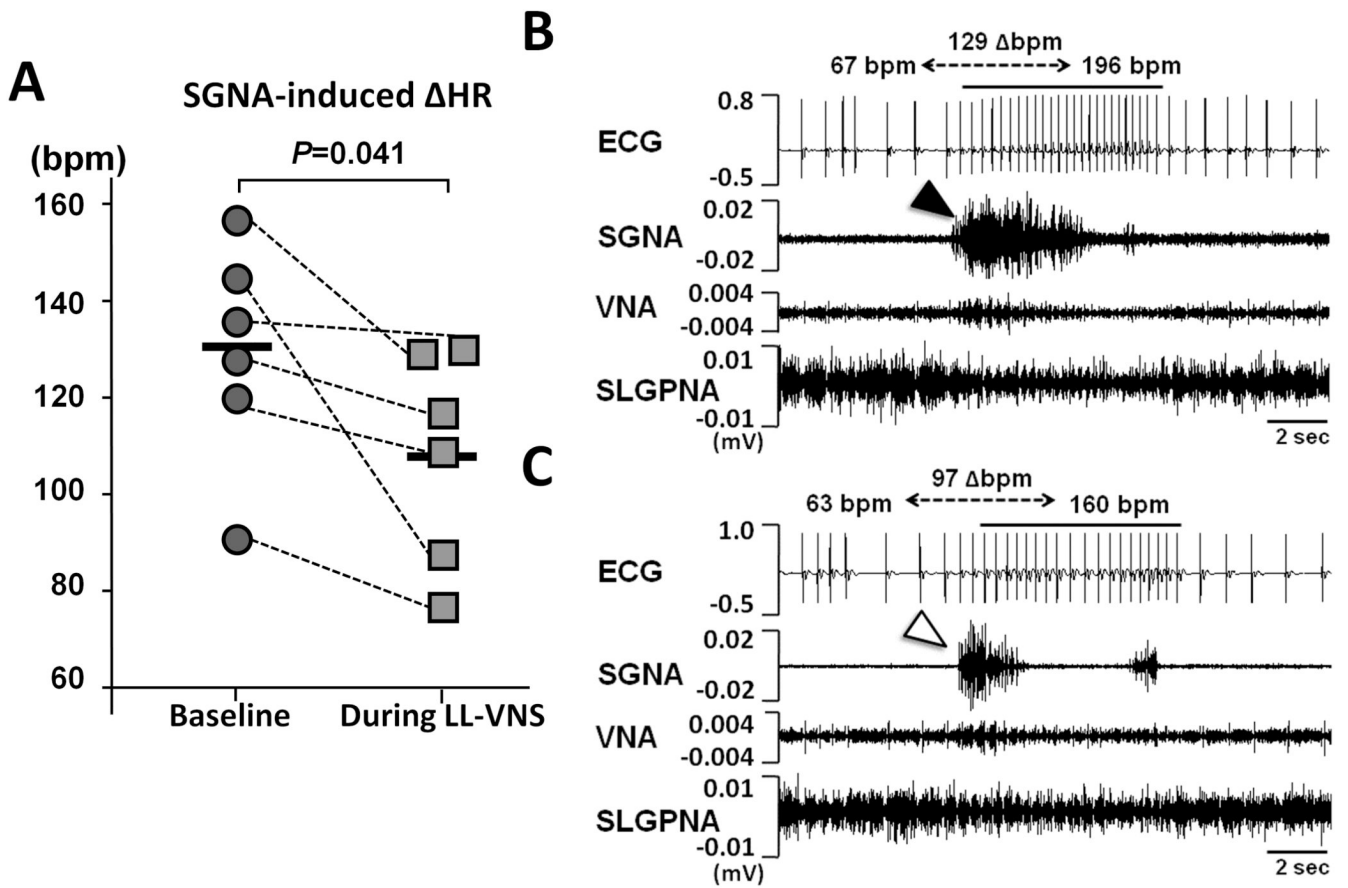 A
SGNA-induced ΔHR
(bpm)
P=0.041
160
140
120
100
80
60
Baseline
During LL-VNS
B
129 Δbpm
67 bpm
196 bpm
ECG
0.8
-0.5
SGNA
0.02
-0.02
VNA
0.004
-0.004
SLGPNA
0.01
-0.01
(mV)
2 sec
C
97 Δbpm
63 bpm
160 bpm
ECG
1.0
-0.5
SGNA
0.02
-0.02
VNA
0.004
-0.004
SLGPNA
0.01
-0.01
(mV)
2 sec